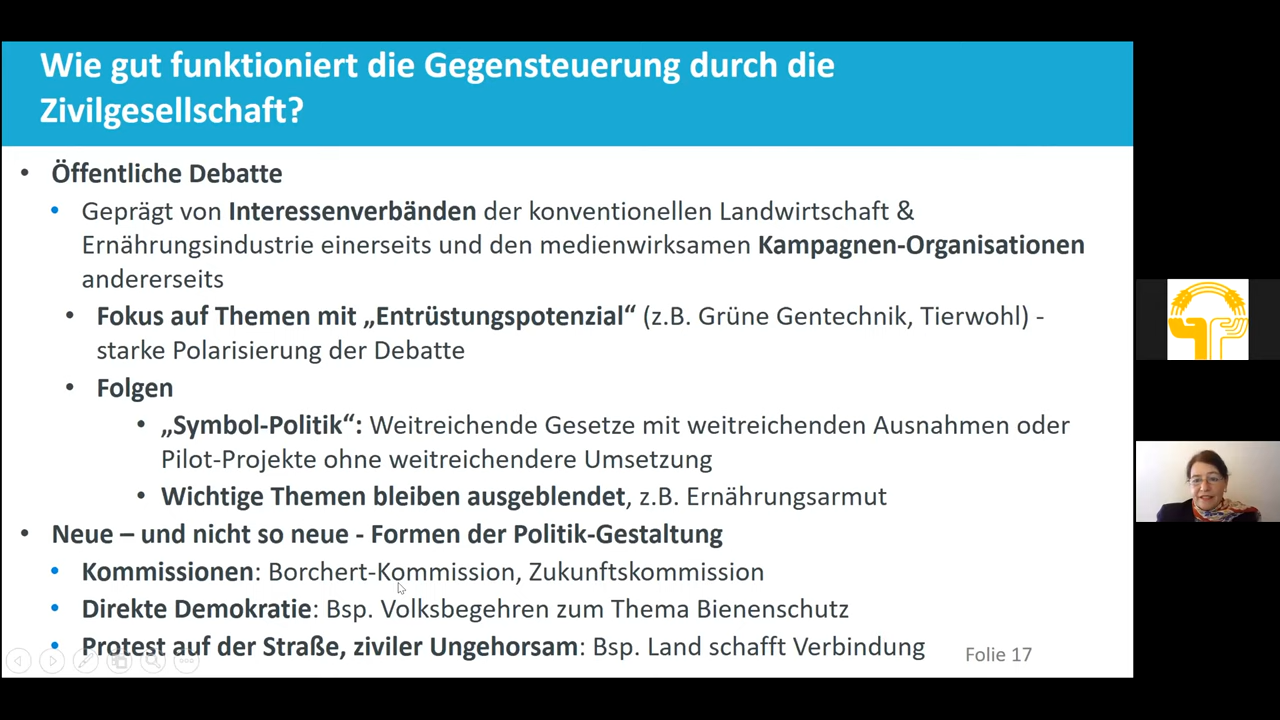 Wie gut funktioniert die Gegensteuerung durch die
Zivilgesellschaft?
• Öffentliche Debatte
• Geprägt von Interessenverbänden der konventionellen Landwirtschaft &
Ernährungsindustrie einerseits und den medienwirksamen Kampagnen-Organisationen
andererseits
• Fokus auf Themen mit „Entrüstungspotenzial“ (z.B. Grüne Gentechnik, Tierwohl) -
starke Polarisierung der Debatte
• Folgen
• „Symbol-Politik“: Weitreichende Gesetze mit weitreichenden Ausnahmen oder
Pilot-Projekte ohne weitreichendere Umsetzung
• Wichtige Themen bleiben ausgeblendet, z.B. Ernährungsarmut
• Neue – und nicht so neue - Formen der Politik-Gestaltung
• Kommissionen: Borchert-Kommission, Zukunftskommission
• Direkte Demokratie: Bsp. Volksbegehren zum Thema Bienenschutz
• Protest auf der Straße, ziviler Ungehorsam: Bsp. Land schafft Verbindung
Folie 17